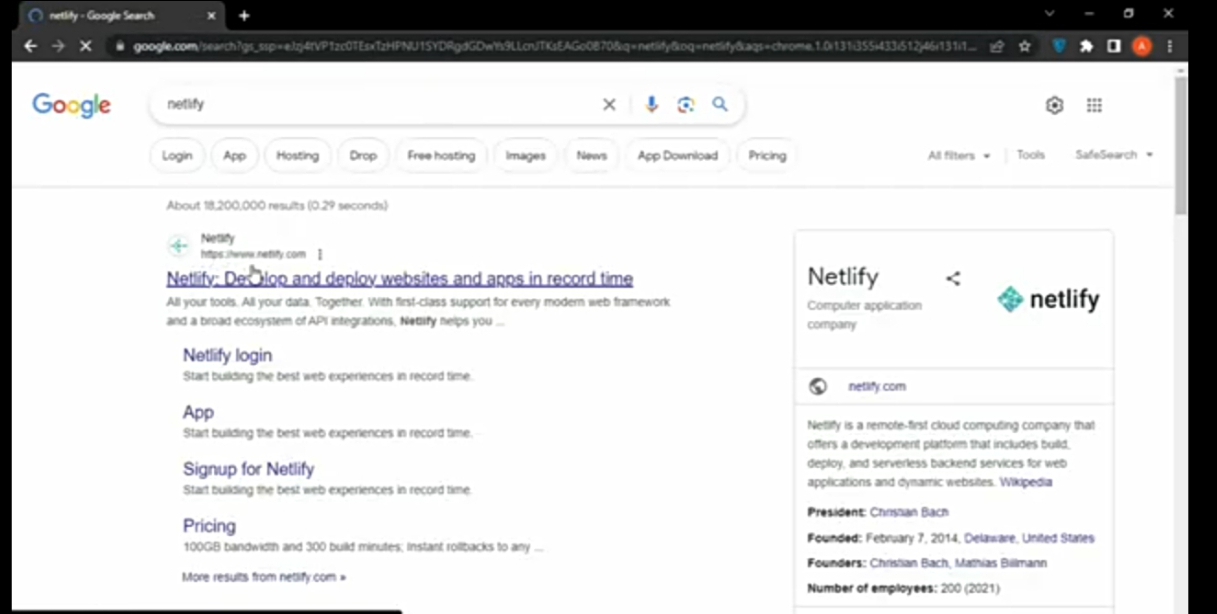 netlify - Google Search
google.com/search?
netlify
Google
Login
App
Hosting
Drop
Free hosting
Images
News
App Download
Pricing
All filters
Tools
SafeSearch
About 18,200,000 results (0.29 seconds)
Netlify
https://www.netlify.com
Netlify: Develop and deploy websites and apps in record time
All your tools. All your data. Together. With first-class support for every modern web framework
and a broad ecosystem of API integrations, Netlify helps you ...
Netlify login
Start building the best web experiences in record time.
App
Start building the best web experiences in record time.
Signup for Netlify
Start building the best web experiences in record time.
Pricing
100GB bandwidth and 300 build minutes; Instant rollbacks to any ...
More results from netlify.com »
Netlify
Computer application
company
netlify
netlify.com
Netlify is a remote-first cloud computing company that
offers a development platform that includes build,
deploy, and serverless backend services for web
applications and dynamic websites. Wikipedia
President: Christian Bach
Founded: February 7, 2014, Delaware, United States
Founders: Christian Bach, Mathias Biilmann
Number of employees: 200 (2021)